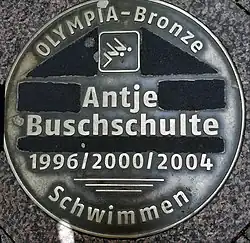 OLYMPIA-Bronze
Antje
Buschschulte
1996/2000/2004
Schwimmen